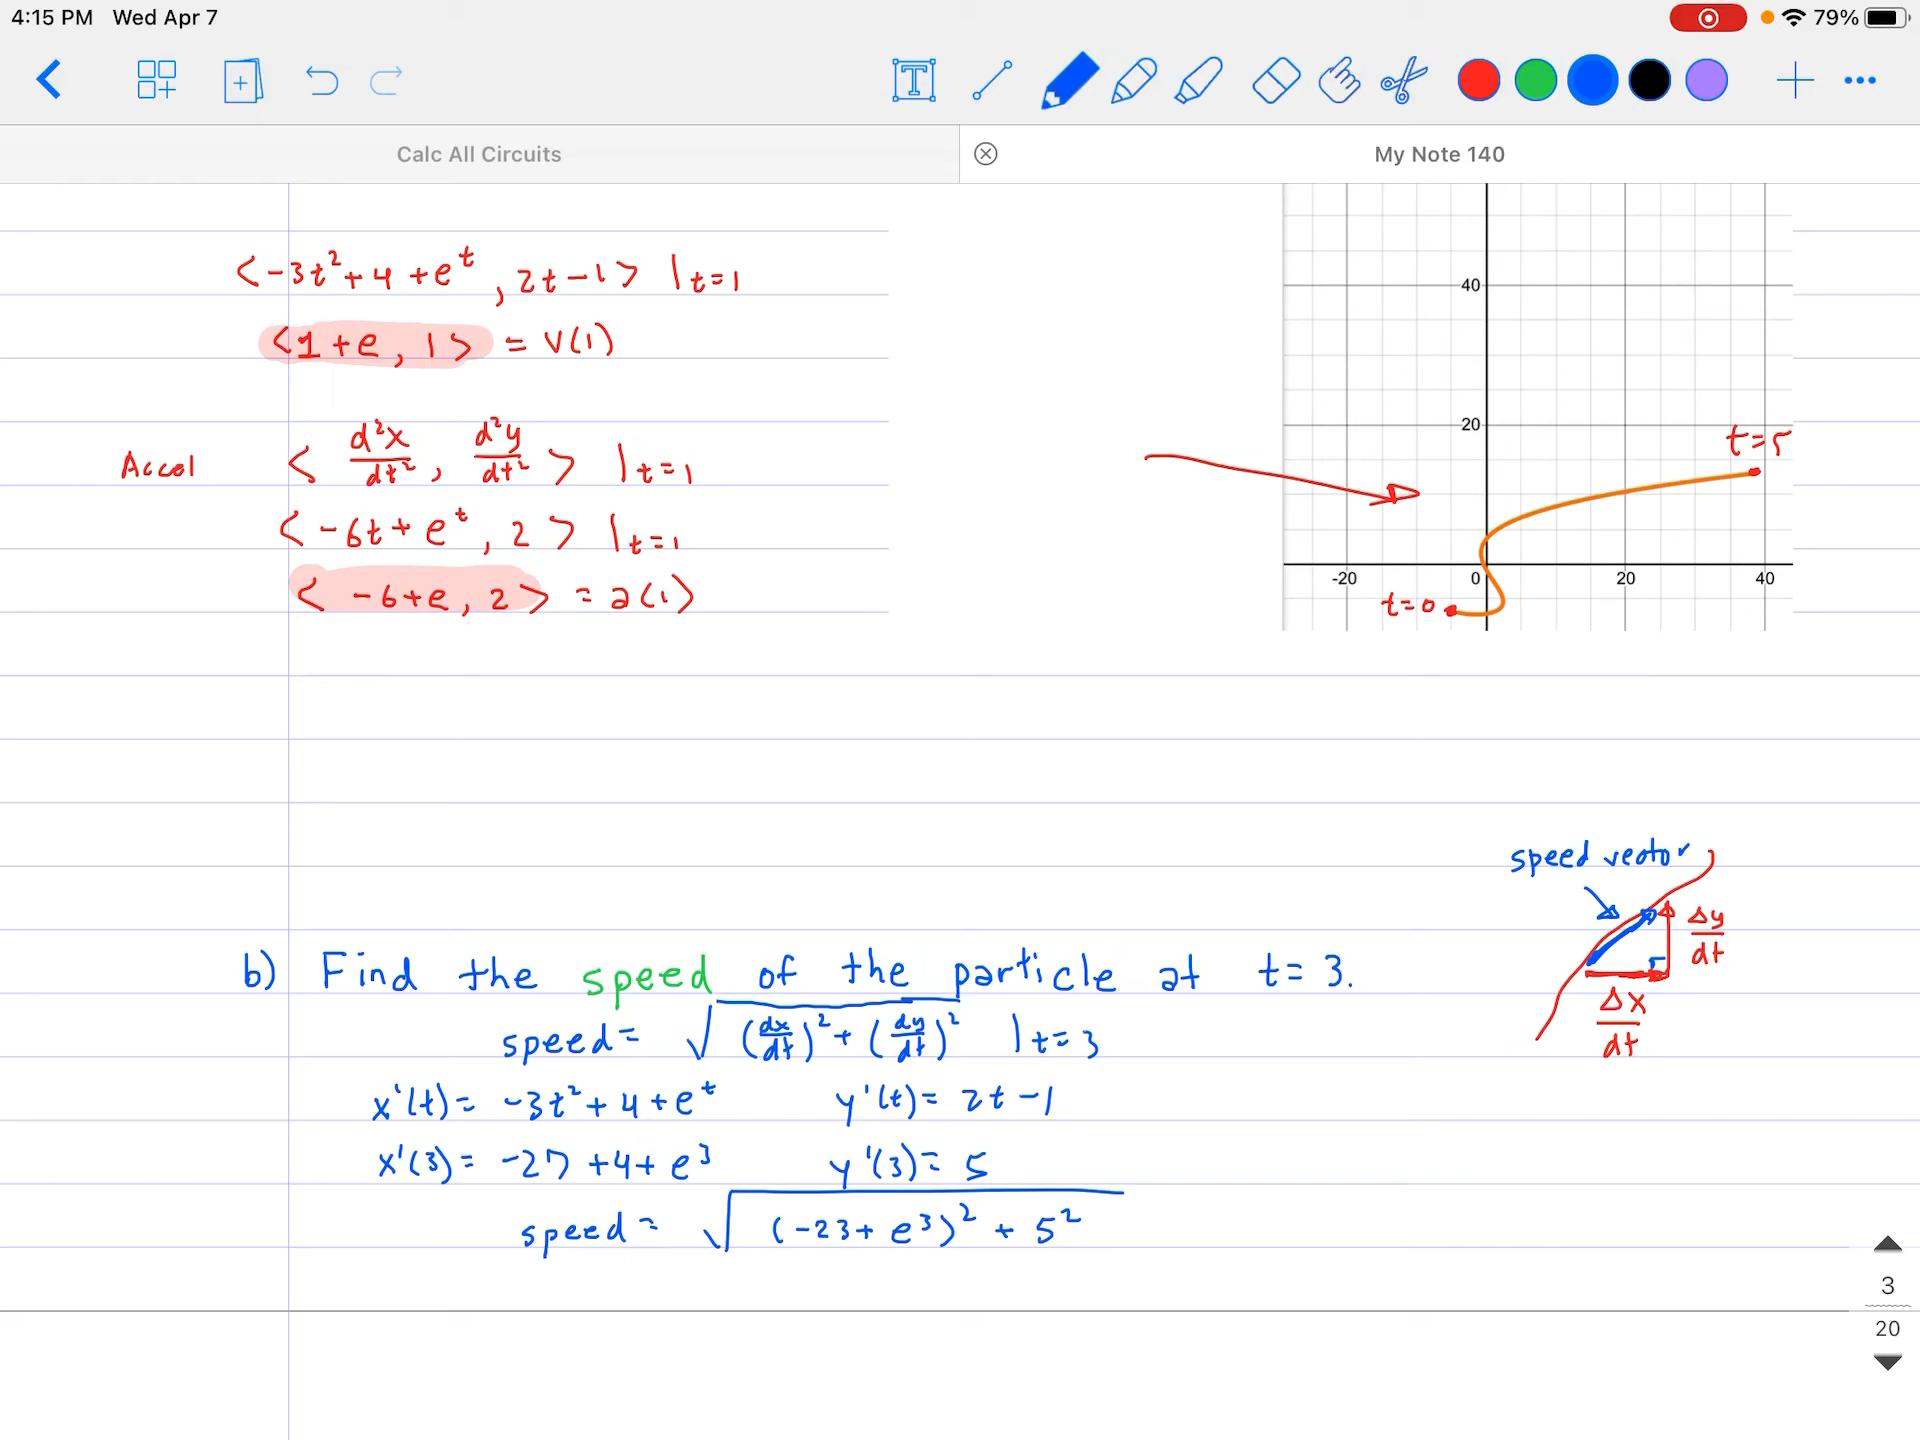 4:15 PM Wed Apr 7
79%
Calc All Circuits
My Note 140
<-3t²+4+eᵗ, 2t-1> |t=1
<1+e, 1> = v(1)
Accel < d²x/dt², d²y/dt² > |t=1
<-6t+eᵗ, 2> |t=1
<-6+e, 2> = a(1)
40
20
t=5
-20
0
20
40
t=0
speed vector
Δy/dt
Δx/dt
b) Find the speed of the particle at t=3.
speed = √((dx/dt)²+(dy/dt)²) |t=3
x'(t) = -3t²+4+eᵗ y'(t) = 2t-1
x'(3) = -27+4+e³ y'(3) = 5
speed = √((-23+e³)²+5²)
3
20